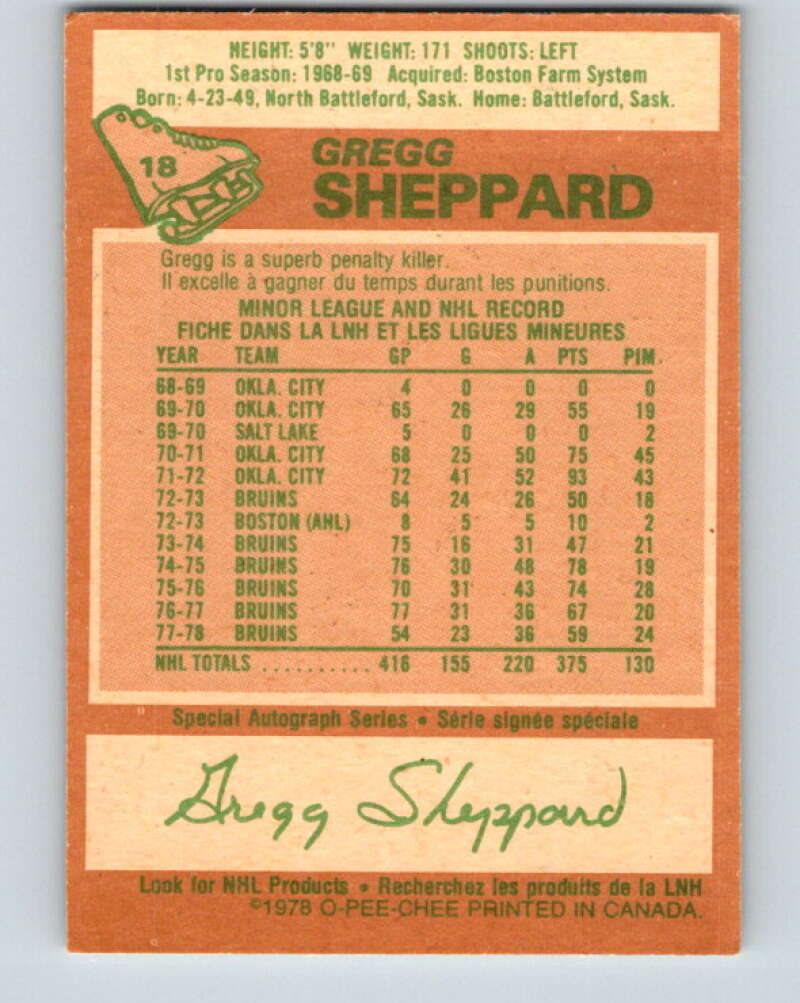 HEIGHT: 5'8" WEIGHT: 171 SHOOTS: LEFT
1st Pro Season: 1968-69 Acquired: Boston Farm System
Born: 4-23-49, North Battleford, Sask. Home: Battleford, Sask.
18
GREGG
SHEPPARD
Gregg is a superb penalty killer.
Il excelle à gagner du temps durant les punitions.
MINOR LEAGUE AND NHL RECORD
FICHE DANS LA LNH ET LES LIGUES MINEURES
YEAR TEAM GP G A PTS PIM.
68-69 OKLA. CITY 4 0 0 0 0
69-70 OKLA. CITY 65 26 29 55 19
69-70 SALT LAKE 5 0 0 0 2
70-71 OKLA. CITY 68 25 50 75 45
71-72 OKLA. CITY 72 41 52 93 43
72-73 BRUINS 64 24 26 50 18
72-73 BOSTON (AHL) 8 5 5 10 2
73-74 BRUINS 75 16 31 47 21
74-75 BRUINS 76 30 48 78 19
75-76 BRUINS 70 31 43 74 28
76-77 BRUINS 77 31 36 67 20
77-78 BRUINS 54 23 36 59 24
NHL TOTALS .......... 416 155 220 375 130
Special Autograph Series • Série signée spéciale
Gregg Sheppard
Look for NHL Products • Recherchez les produits de la LNH
©1978 O-PEE-CHEE PRINTED IN CANADA.